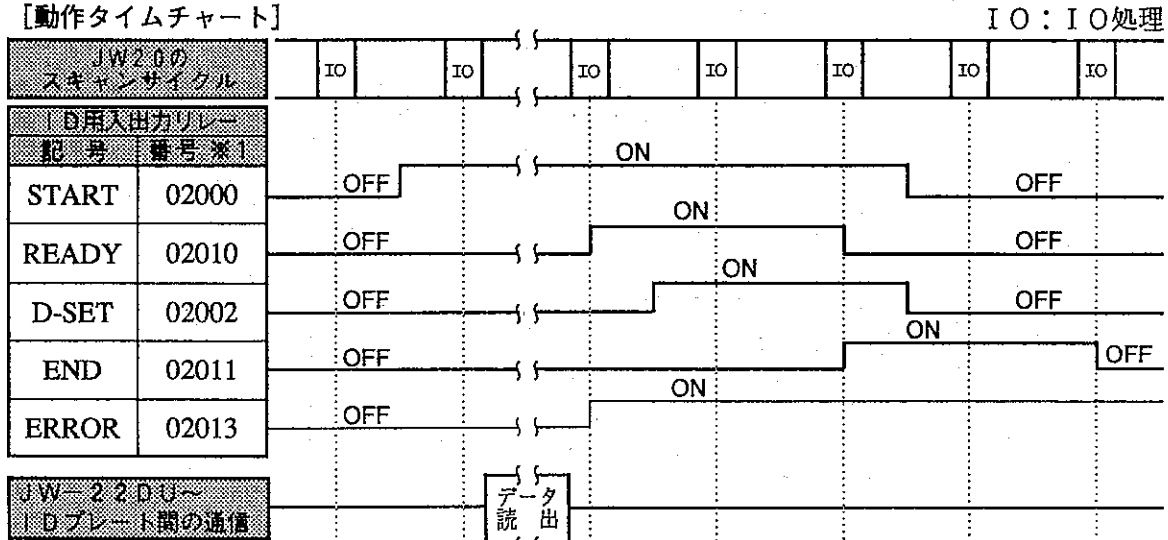 [動作タイムチャート]
IO：IO処理
JW20の
スキャンサイクル
IO IO IO IO IO IO IO
ID用入出力リレー
記号 番号※1
ON
START 02000 OFF OFF
ON
READY 02010 OFF OFF
ON
D-SET 02002 OFF OFF
ON
END 02011 OFF OFF
ON
ERROR 02013 OFF
JW-22DU～
IDプレート間の通信
データ
読出